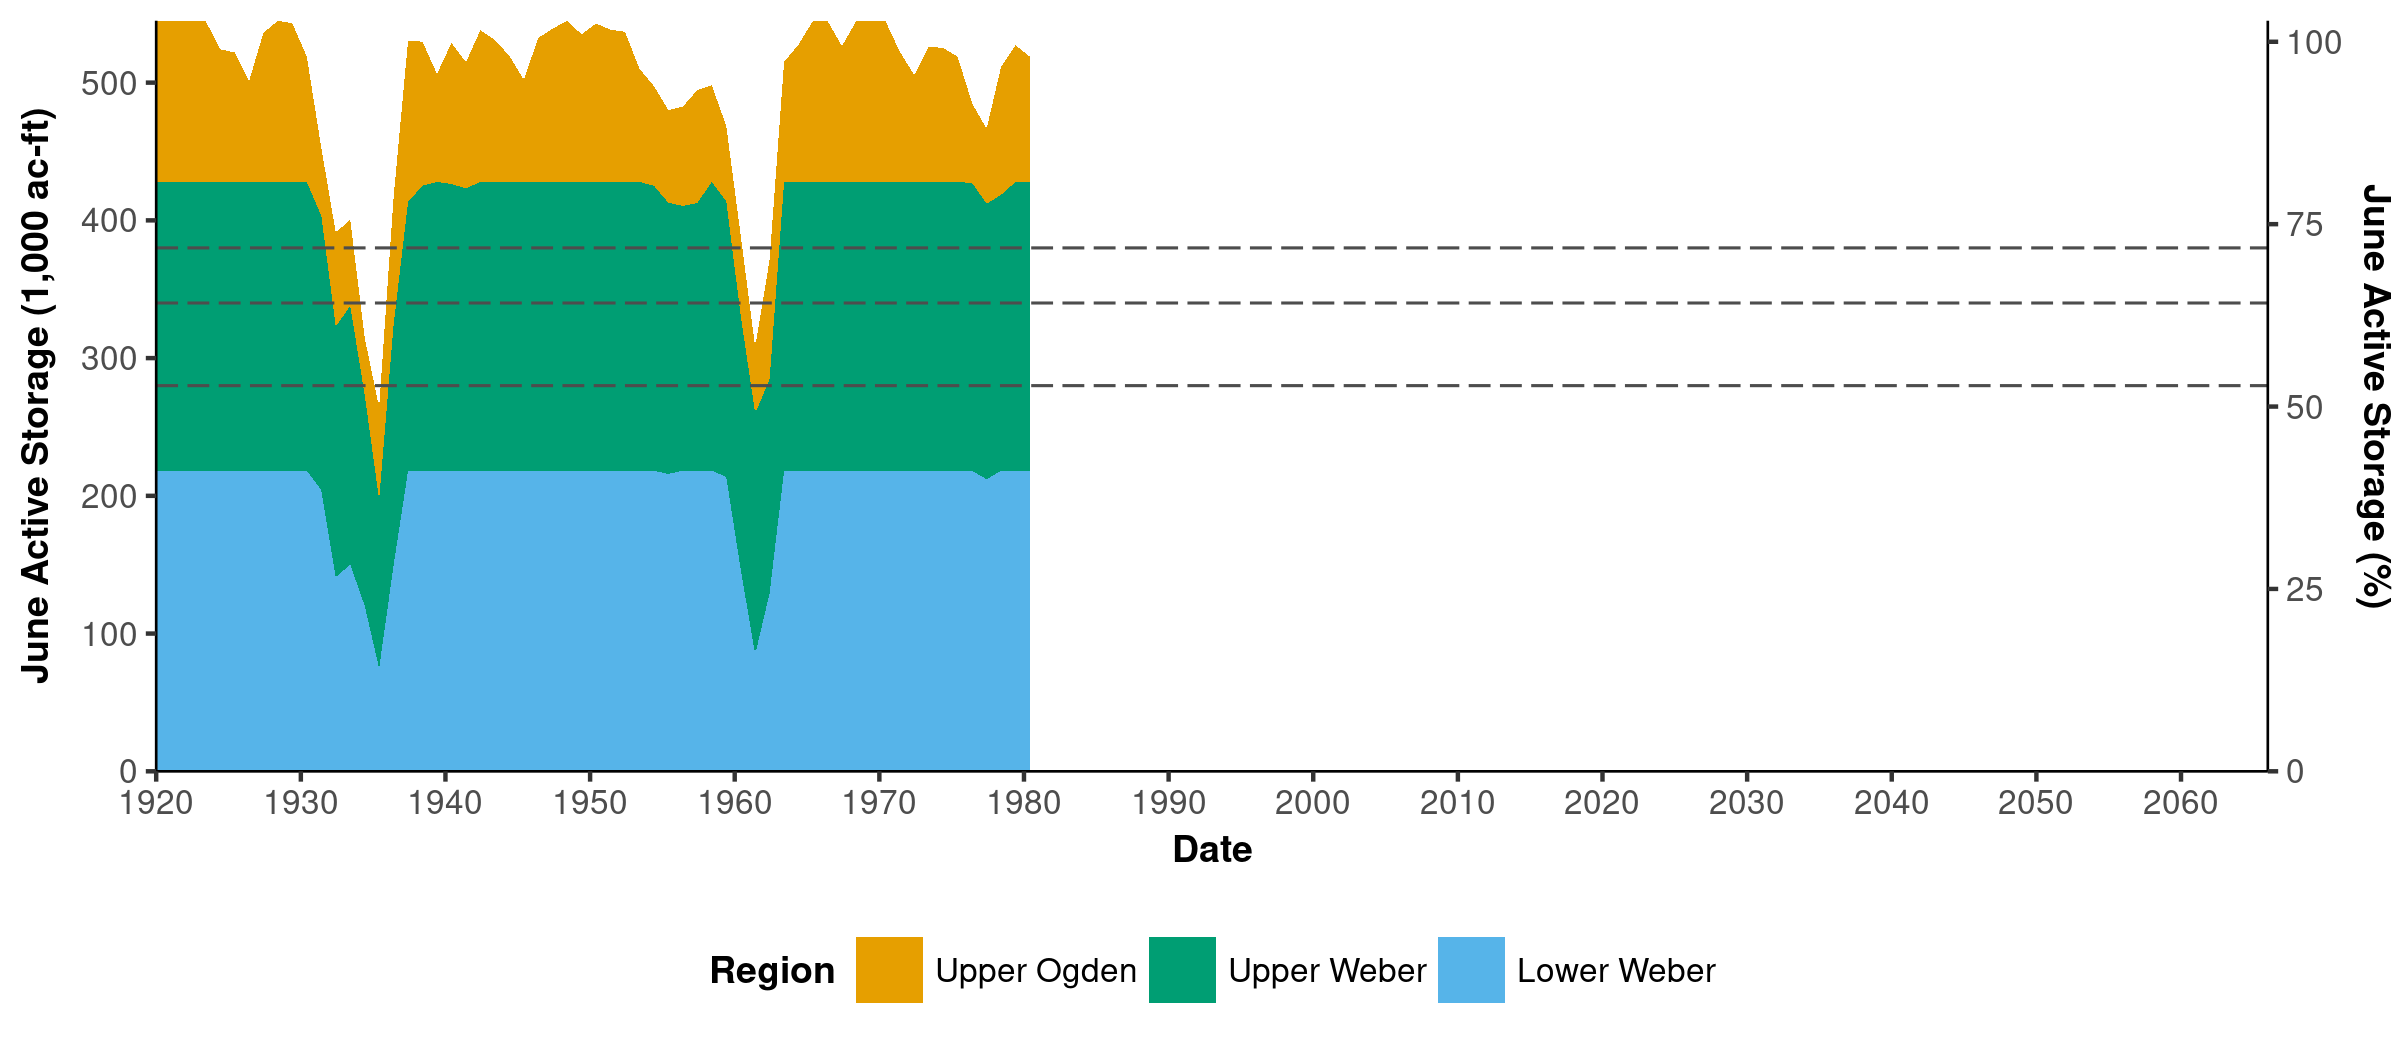 June Active Storage (1,000 ac-ft)
500
400
300
200
100
0
100
75
50
25
0
June Active Storage (%)
1920 1930 1940 1950 1960 1970 1980 1990 2000 2010 2020 2030 2040 2050 2060
Date
Region Upper Ogden Upper Weber Lower Weber